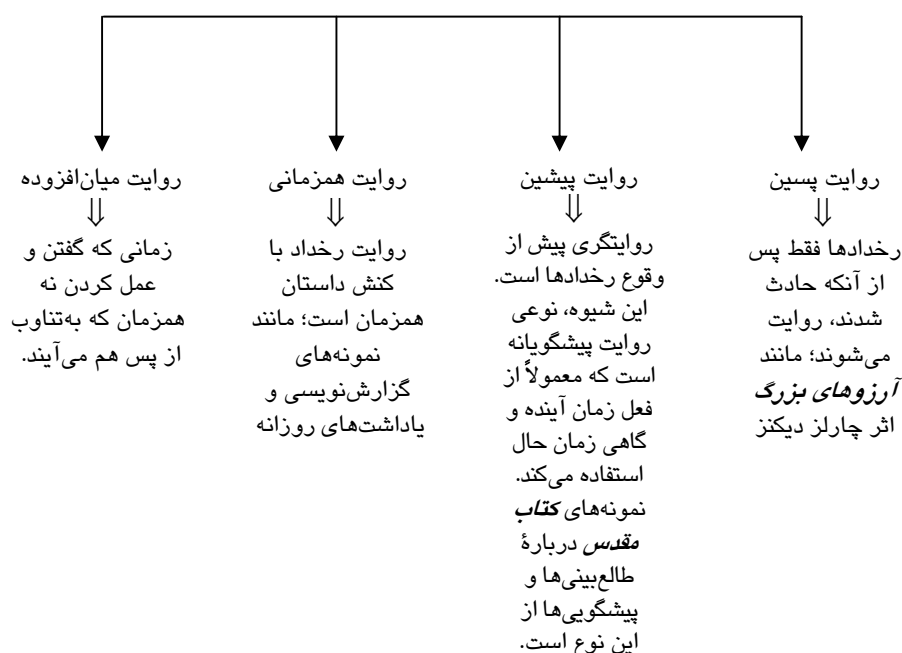 روایت پسین
⇓
رخدادها فقط پس
از آنکه حادث
شدند، روایت
می‌شوند؛ مانند
آرزوهای بزرگ
اثر چارلز دیکنز
روایت پیشین
⇓
روایتگری پیش از
وقوع رخدادها است.
این شیوه، نوعی
روایت پیشگویانه
است که معمولاً از
فعل زمان آینده و
گاهی زمان حال
استفاده می‌کند.
نمونه‌های کتاب
مقدس دربارهٔ
طالع‌بینی‌ها و
پیشگویی‌ها از
این نوع است.
روایت همزمانی
⇓
روایت رخداد با
کنش داستان
همزمان است؛ مانند
نمونه‌های
گزارش‌نویسی و
یاداشت‌های روزانه
روایت میان‌افزوده
⇓
زمانی که گفتن و
عمل کردن نه
همزمان که به‌تناوب
از پس هم می‌آیند.